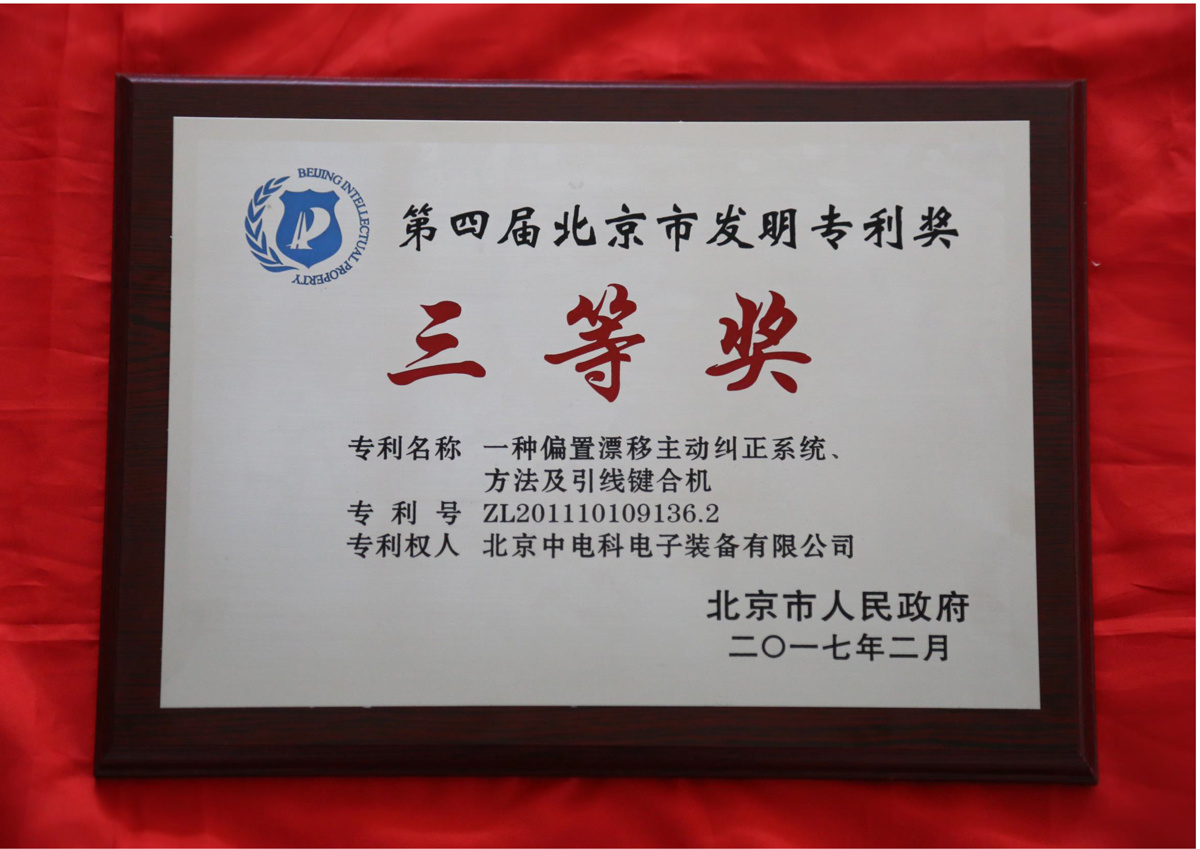 BEIJING INTELLECTUAL PROPERTY
第四届北京市发明专利奖
三等奖
专利名称 一种偏置漂移主动纠正系统、
方法及引线键合机
专利号 ZL201110109136.2
专利权人 北京中电科电子装备有限公司
北京市人民政府
二〇一七年二月